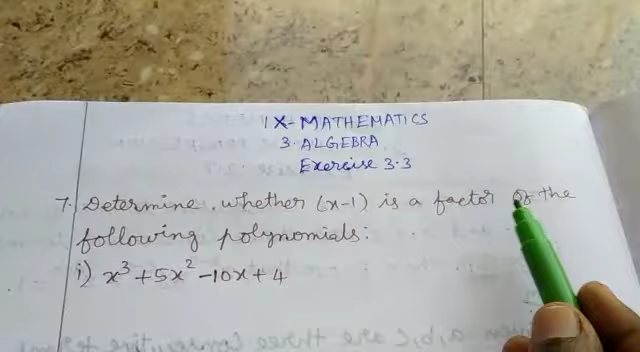 IX-MATHEMATICS
3. ALGEBRA
Exercise 3.3
7. Determine, whether (x-1) is a factor of the
following polynomials:
i) x³ +5x² -10x+4